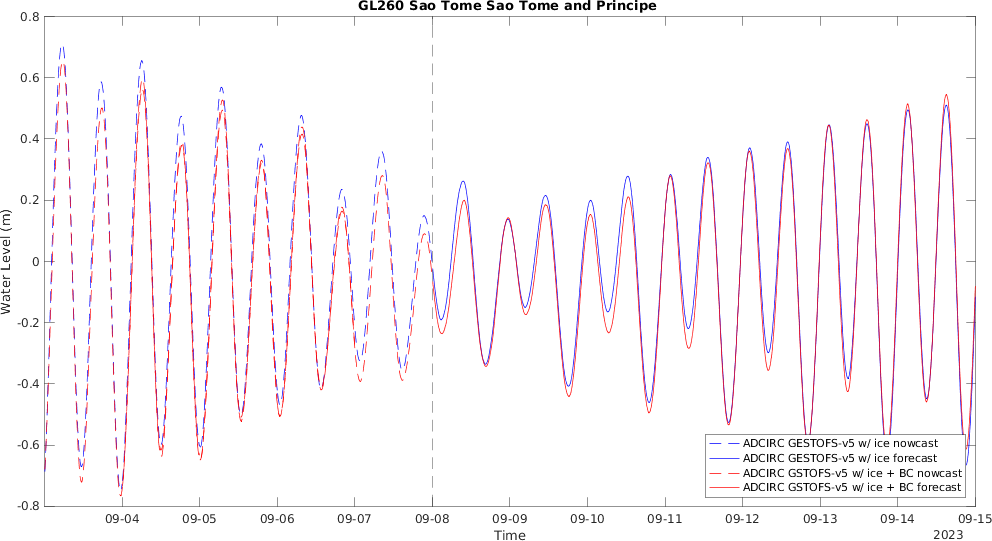 GL260 Sao Tome Sao Tome and Principe
0.8
0.6
0.4
0.2
0
-0.2
-0.4
-0.6
-0.8
Water Level (m)
ADCIRC GESTOFS-v5 w/ ice nowcast
ADCIRC GESTOFS-v5 w/ ice forecast
ADCIRC GSTOFS-v5 w/ ice + BC nowcast
ADCIRC GSTOFS-v5 w/ ice + BC forecast
09-04 09-05 09-06 09-07 09-08 09-09 09-10 09-11 09-12 09-13 09-14 09-15
Time
2023